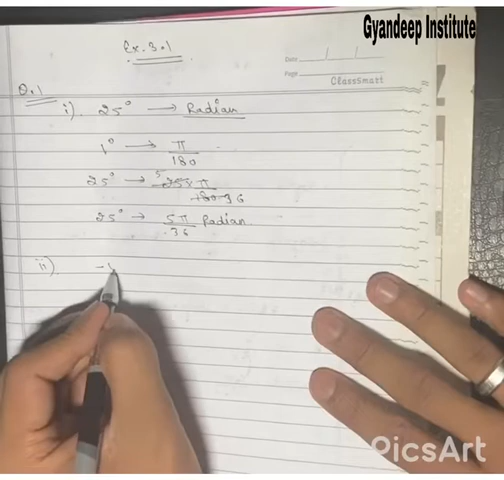 Gyandeep Institute
Ex. 3.1
Date / /
Page
ClassSmart
Q.1
i). 25° → Radian
1° → π/180
25° → 5 25×π/180 36
25° → 5π/36 Radian
ii). -
PicsArt